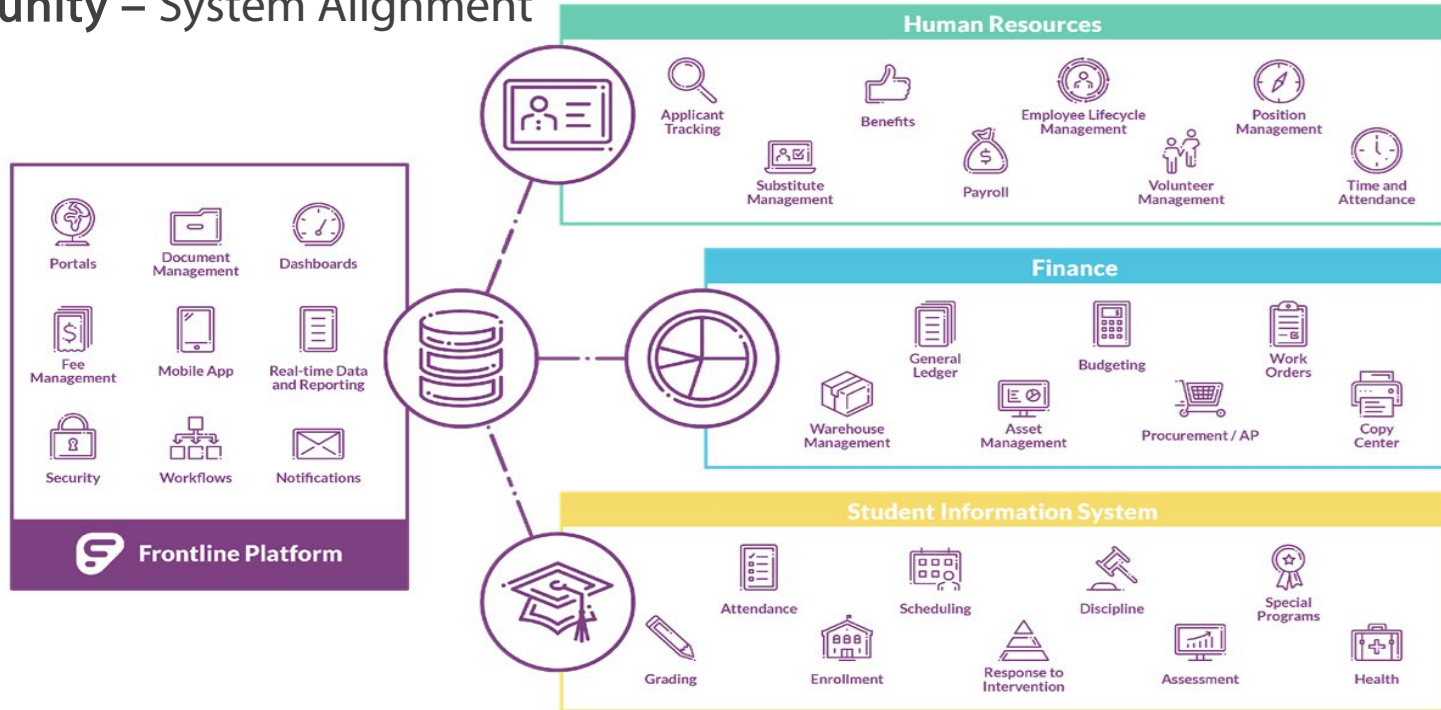 unity – System Alignment
Human Resources
Applicant
Tracking
Benefits
Employee Lifecycle
Management
Position
Management
Substitute
Management
Payroll
Volunteer
Management
Time and
Attendance
Portals
Document
Management
Dashboards
Fee
Management
Mobile App
Real-time Data
and Reporting
Security
Workflows
Notifications
Frontline Platform
Finance
General
Ledger
Budgeting
Work
Orders
Warehouse
Management
Asset
Management
Procurement / AP
Copy
Center
Student Information System
Attendance
Scheduling
Discipline
Special
Programs
Grading
Enrollment
Response to
Intervention
Assessment
Health